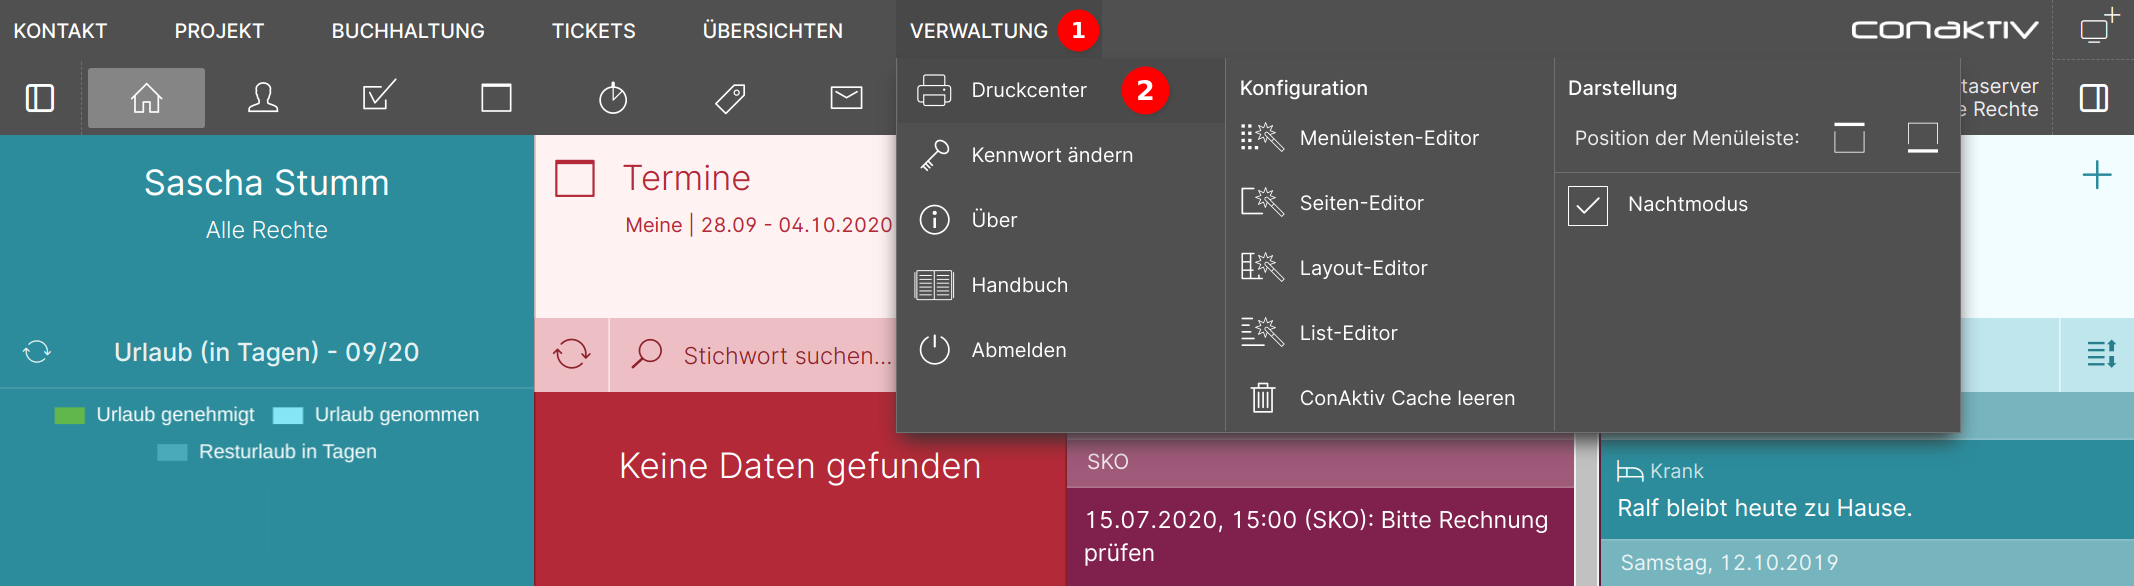 KONTAKT PROJEKT BUCHHALTUNG TICKETS ÜBERSICHTEN VERWALTUNG 1 CONAKTIV
Druckcenter 2
Kennwort ändern
Über
Handbuch
Abmelden
Konfiguration
Menüleisten-Editor
Seiten-Editor
Layout-Editor
List-Editor
ConAktiv Cache leeren
Darstellung
Position der Menüleiste:
Nachtmodus
taserver
e Rechte
Sascha Stumm
Alle Rechte
Urlaub (in Tagen) - 09/20
Urlaub genehmigt Urlaub genommen
Resturlaub in Tagen
Termine
Meine | 28.09 - 04.10.2020
Stichwort suchen...
Keine Daten gefunden
SKO
15.07.2020, 15:00 (SKO): Bitte Rechnung
prüfen
Krank
Ralf bleibt heute zu Hause.
Samstag, 12.10.2019